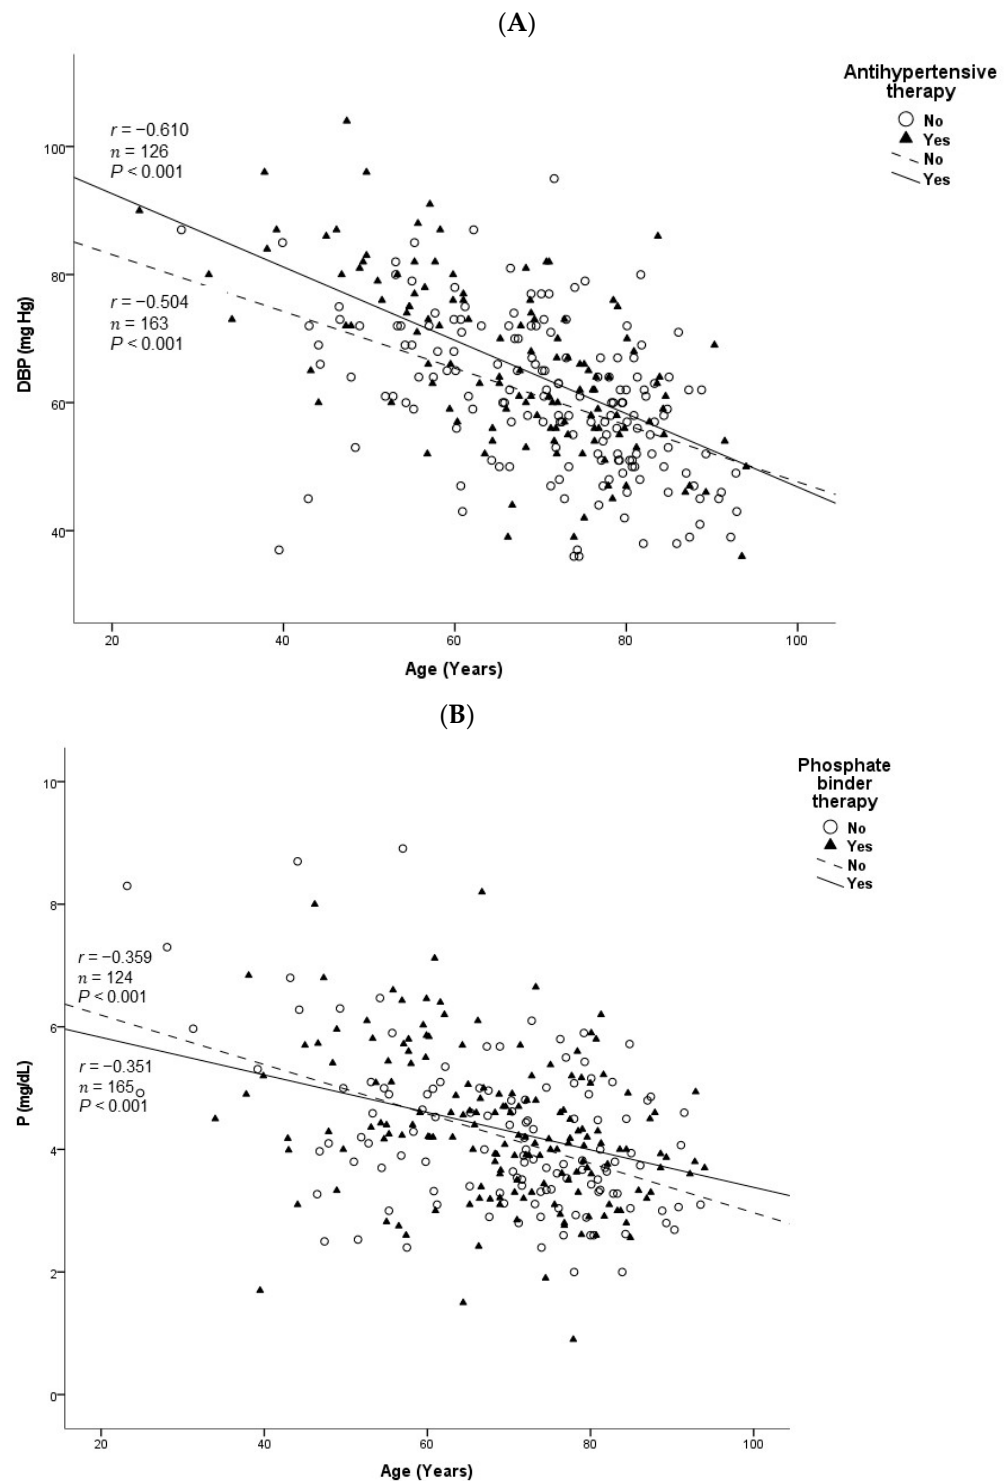 (A)
Antihypertensive
therapy
No
Yes
No
Yes
r = −0.610
n = 126
P < 0.001
r = −0.504
n = 163
P < 0.001
100
80
60
40
DBP (mg Hg)
20 40 60 80 100
Age (Years)
(B)
Phosphate
binder
therapy
No
Yes
No
Yes
r = −0.359
n = 124
P < 0.001
r = −0.351
n = 165
P < 0.001
10
8
6
4
2
0
P (mg/dL)
20 40 60 80 100
Age (Years)